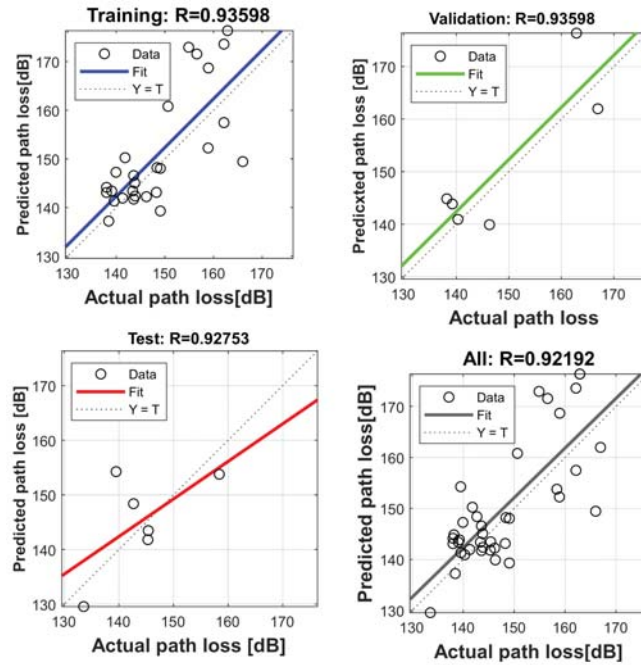 Training: R=0.93598
Predicted path loss[dB]
170
160
150
140
130
Data
Fit
Y = T
130 140 150 160 170
Actual path loss[dB]
Validation: R=0.93598
Predicxted path loss[dB]
170
160
150
140
130
Data
Fit
Y = T
130 140 150 160 170
Actual path loss
Test: R=0.92753
Predicted path loss [dB]
170
160
150
140
130
Data
Fit
Y = T
130 140 150 160 170
Actual path loss [dB]
All: R=0.92192
Predicted path loss[dB]
170
160
150
140
130
Data
Fit
Y = T
130 140 150 160 170
Actual path loss[dB]